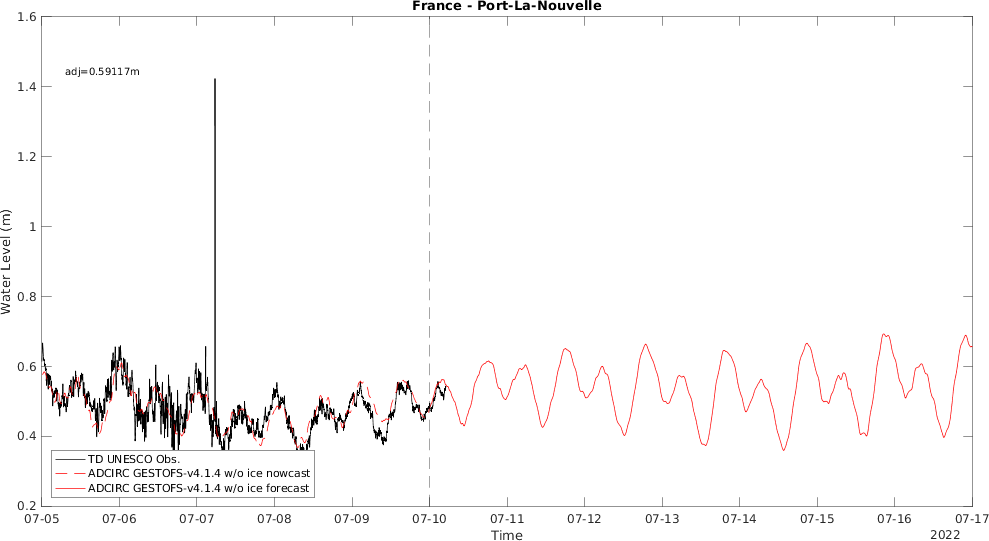 France - Port-La-Nouvelle
adj=0.59117m
1.6
1.4
1.2
1
0.8
0.6
0.4
0.2
Water Level (m)
TD UNESCO Obs.
ADCIRC GESTOFS-v4.1.4 w/o ice nowcast
ADCIRC GESTOFS-v4.1.4 w/o ice forecast
07-05 07-06 07-07 07-08 07-09 07-10 07-11 07-12 07-13 07-14 07-15 07-16 07-17
Time
2022